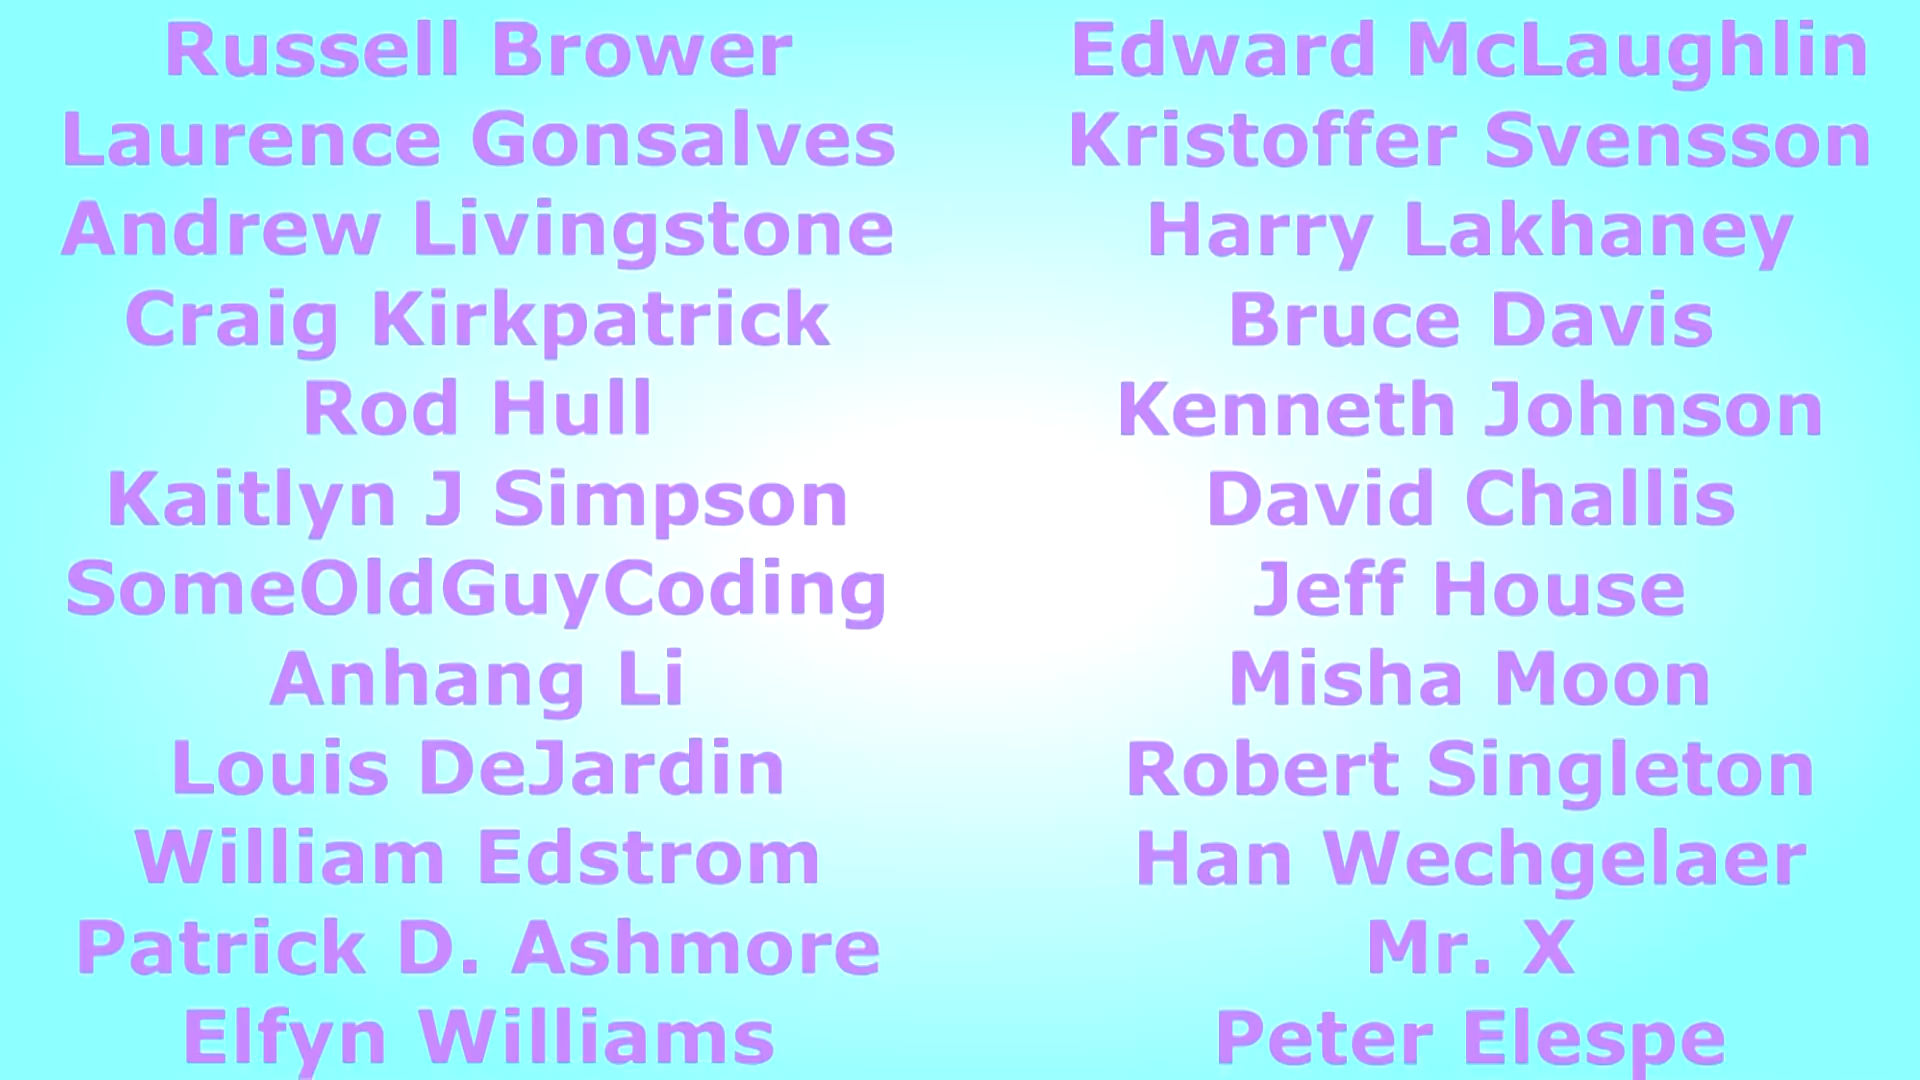 Russell Brower
Laurence Gonsalves
Andrew Livingstone
Craig Kirkpatrick
Rod Hull
Kaitlyn J Simpson
SomeOldGuyCoding
Anhang Li
Louis DeJardin
William Edstrom
Patrick D. Ashmore
Elfyn Williams
Edward McLaughlin
Kristoffer Svensson
Harry Lakhaney
Bruce Davis
Kenneth Johnson
David Challis
Jeff House
Misha Moon
Robert Singleton
Han Wechgelaer
Mr. X
Peter Elespe